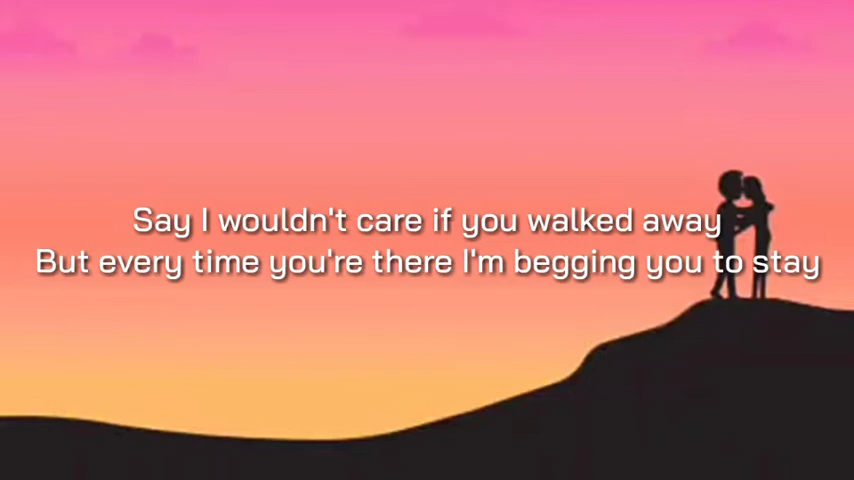 Say I wouldn't care if you walked away
But every time you're there I'm begging you to stay